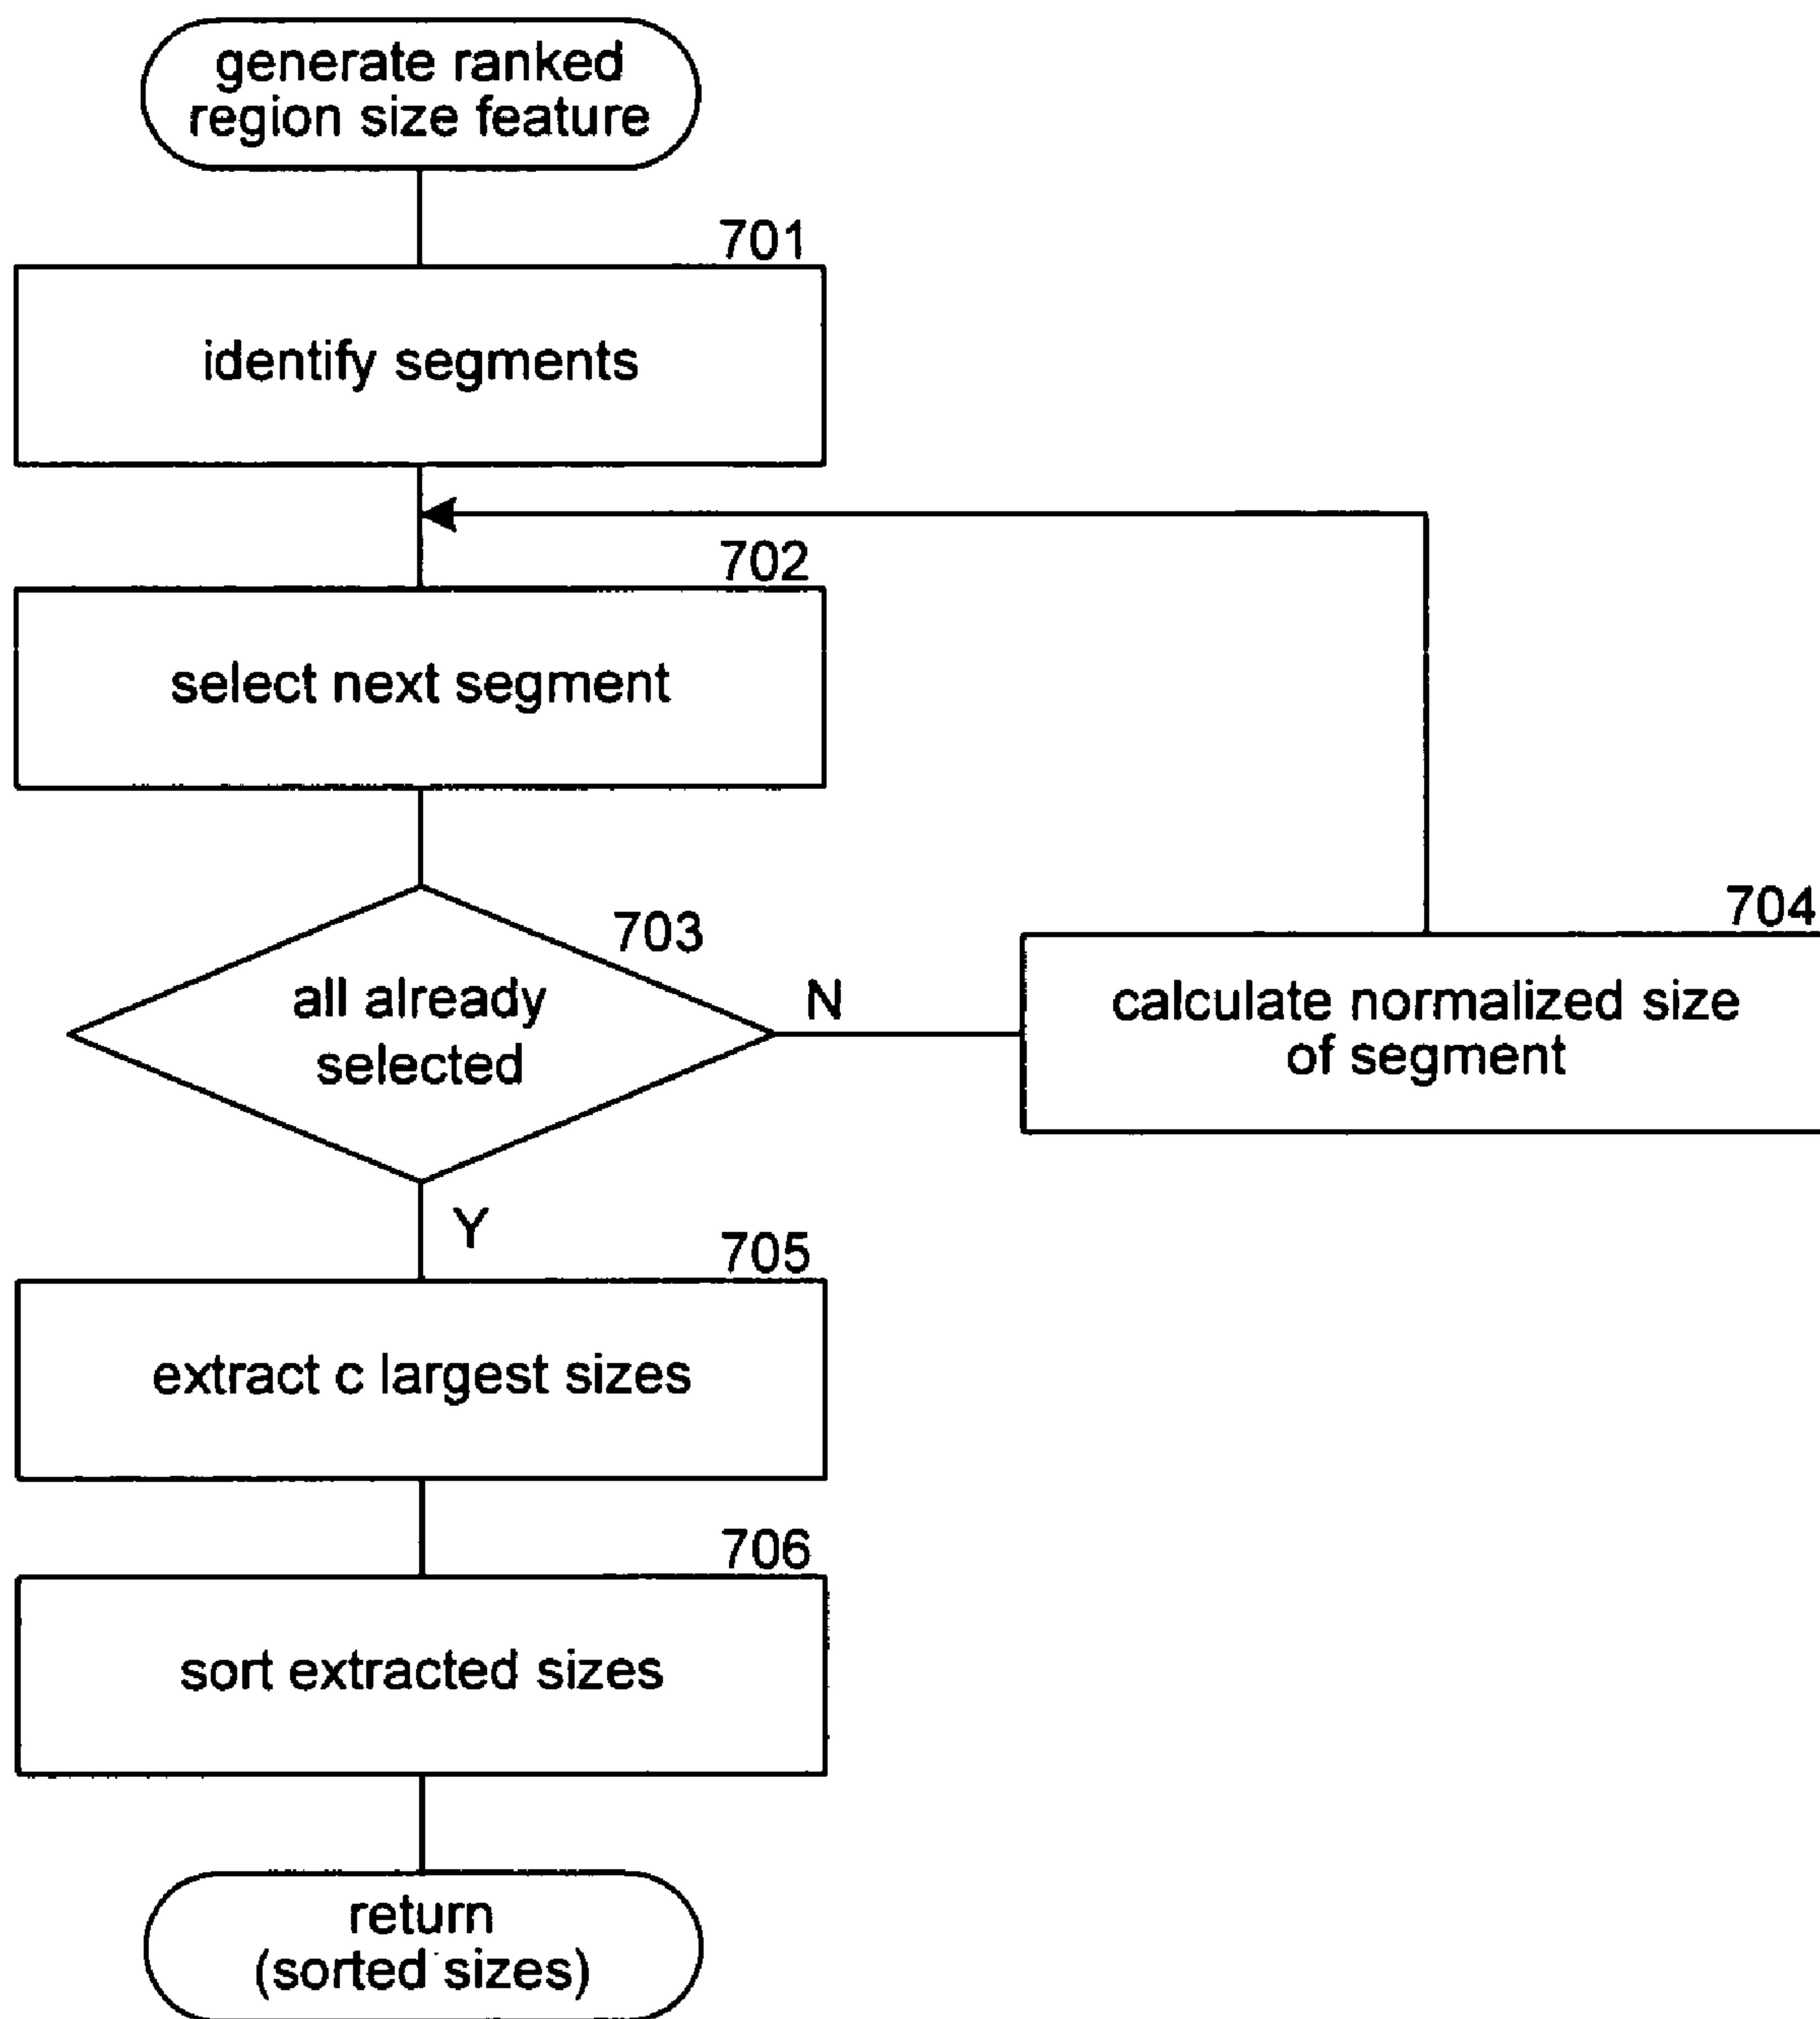 generate ranked
region size feature
701
identify segments
702
select next segment
703
all already
selected
N
704
calculate normalized size
of segment
Y
705
extract c largest sizes
706
sort extracted sizes
return
(sorted sizes)